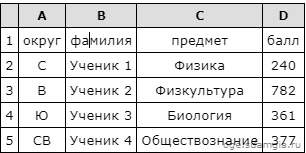 A B C D
1 округ фамилия предмет балл
2 С Ученик 1 Физика 240
3 В Ученик 2 Физкультура 782
4 Ю Ученик 3 Биология 361
5 СВ Ученик 4 Обществознание 377